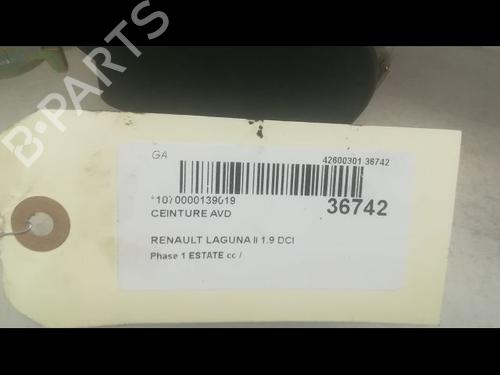 B-PARTS
GA
42600301 36742
*1070000139019
36742
CEINTURE AVD
RENAULT LAGUNA II 1.9 DCI
Phase 1 ESTATE cc /